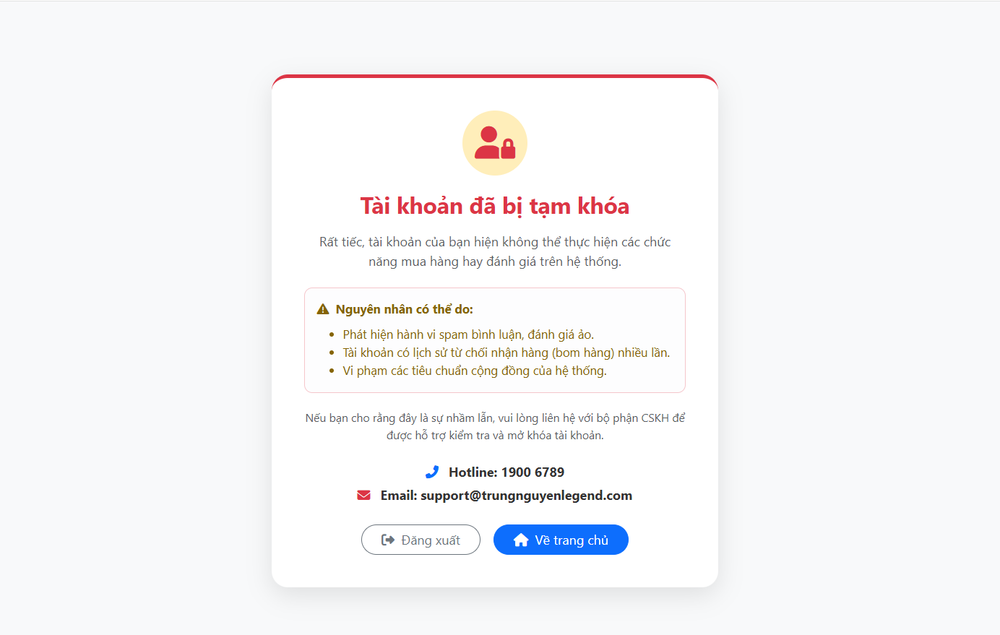 Tài khoản đã bị tạm khóa
Rất tiếc, tài khoản của bạn hiện không thể thực hiện các chức
năng mua hàng hay đánh giá trên hệ thống.
Nguyên nhân có thể do:
Phát hiện hành vi spam bình luận, đánh giá ảo.
Tài khoản có lịch sử từ chối nhận hàng (bom hàng) nhiều lần.
Vi phạm các tiêu chuẩn cộng đồng của hệ thống.
Nếu bạn cho rằng đây là sự nhầm lẫn, vui lòng liên hệ với bộ phận CSKH để
được hỗ trợ kiểm tra và mở khóa tài khoản.
Hotline: 1900 6789
Email: support@trungnguyenlegend.com
Đăng xuất
Về trang chủ